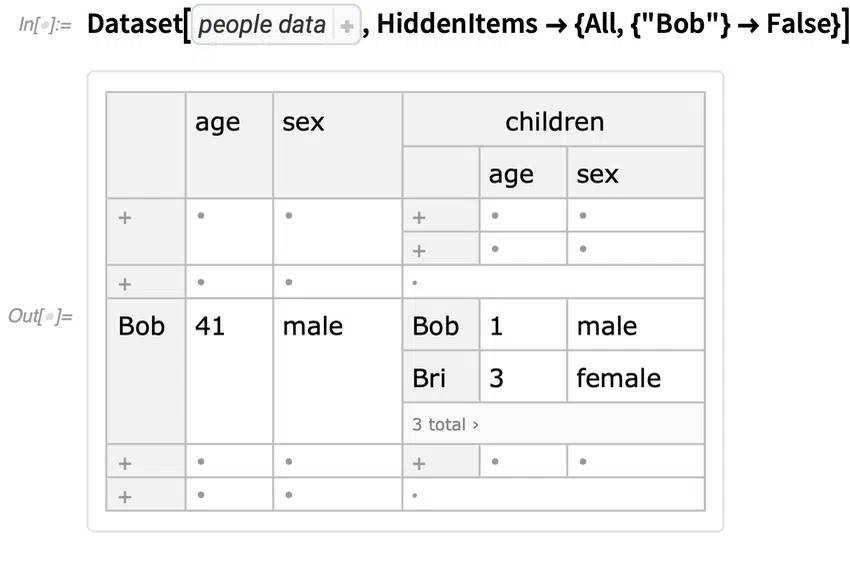 In[•]:= Dataset[people data +, HiddenItems → {All, {"Bob"} → False}]
age sex children
age sex
+ • • + • •
+ • •
+ • • •
Out[•]= Bob 41 male Bob 1 male
Bri 3 female
3 total ›
+ • • + • •
+ • • •